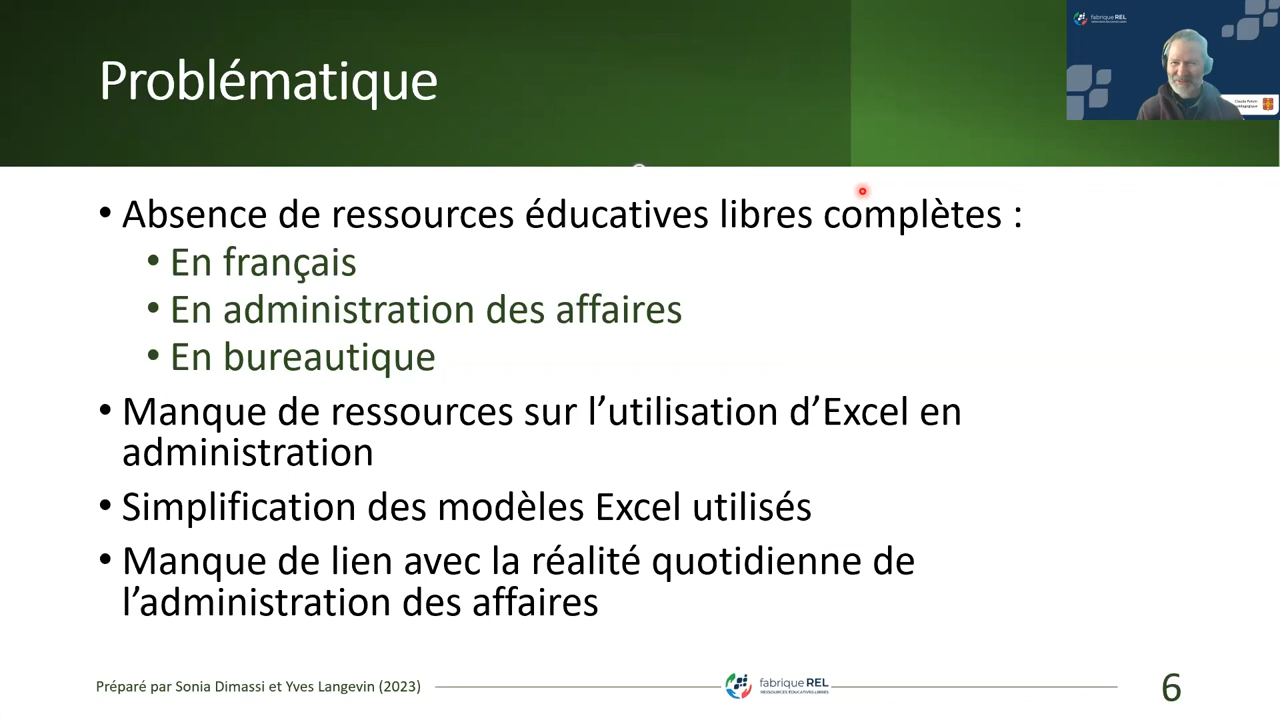 Problématique
fabrique REL
• Absence de ressources éducatives libres complètes :
• En français
• En administration des affaires
• En bureautique
• Manque de ressources sur l’utilisation d’Excel en
administration
• Simplification des modèles Excel utilisés
• Manque de lien avec la réalité quotidienne de
l’administration des affaires
Préparé par Sonia Dimassi et Yves Langevin (2023)
fabrique REL
RESSOURCES ÉDUCATIVES LIBRES
6